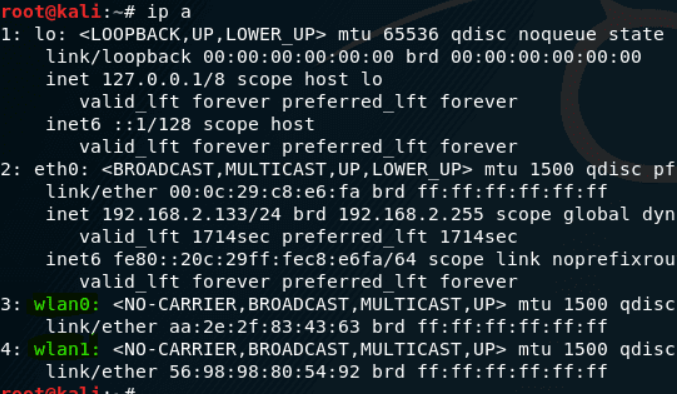 root@kali:~# ip a
1: lo: <LOOPBACK,UP,LOWER_UP> mtu 65536 qdisc noqueue state
link/loopback 00:00:00:00:00:00 brd 00:00:00:00:00:00
inet 127.0.0.1/8 scope host lo
valid_lft forever preferred_lft forever
inet6 ::1/128 scope host
valid_lft forever preferred_lft forever
2: eth0: <BROADCAST,MULTICAST,UP,LOWER_UP> mtu 1500 qdisc pf
link/ether 00:0c:29:c8:e6:fa brd ff:ff:ff:ff:ff:ff
inet 192.168.2.133/24 brd 192.168.2.255 scope global dyn
valid_lft 1714sec preferred_lft 1714sec
inet6 fe80::20c:29ff:fec8:e6fa/64 scope link noprefixrou
valid_lft forever preferred_lft forever
3: wlan0: <NO-CARRIER,BROADCAST,MULTICAST,UP> mtu 1500 qdisc
link/ether aa:2e:2f:83:43:63 brd ff:ff:ff:ff:ff:ff
4: wlan1: <NO-CARRIER,BROADCAST,MULTICAST,UP> mtu 1500 qdisc
link/ether 56:98:98:80:54:92 brd ff:ff:ff:ff:ff:ff
root@kali:~#